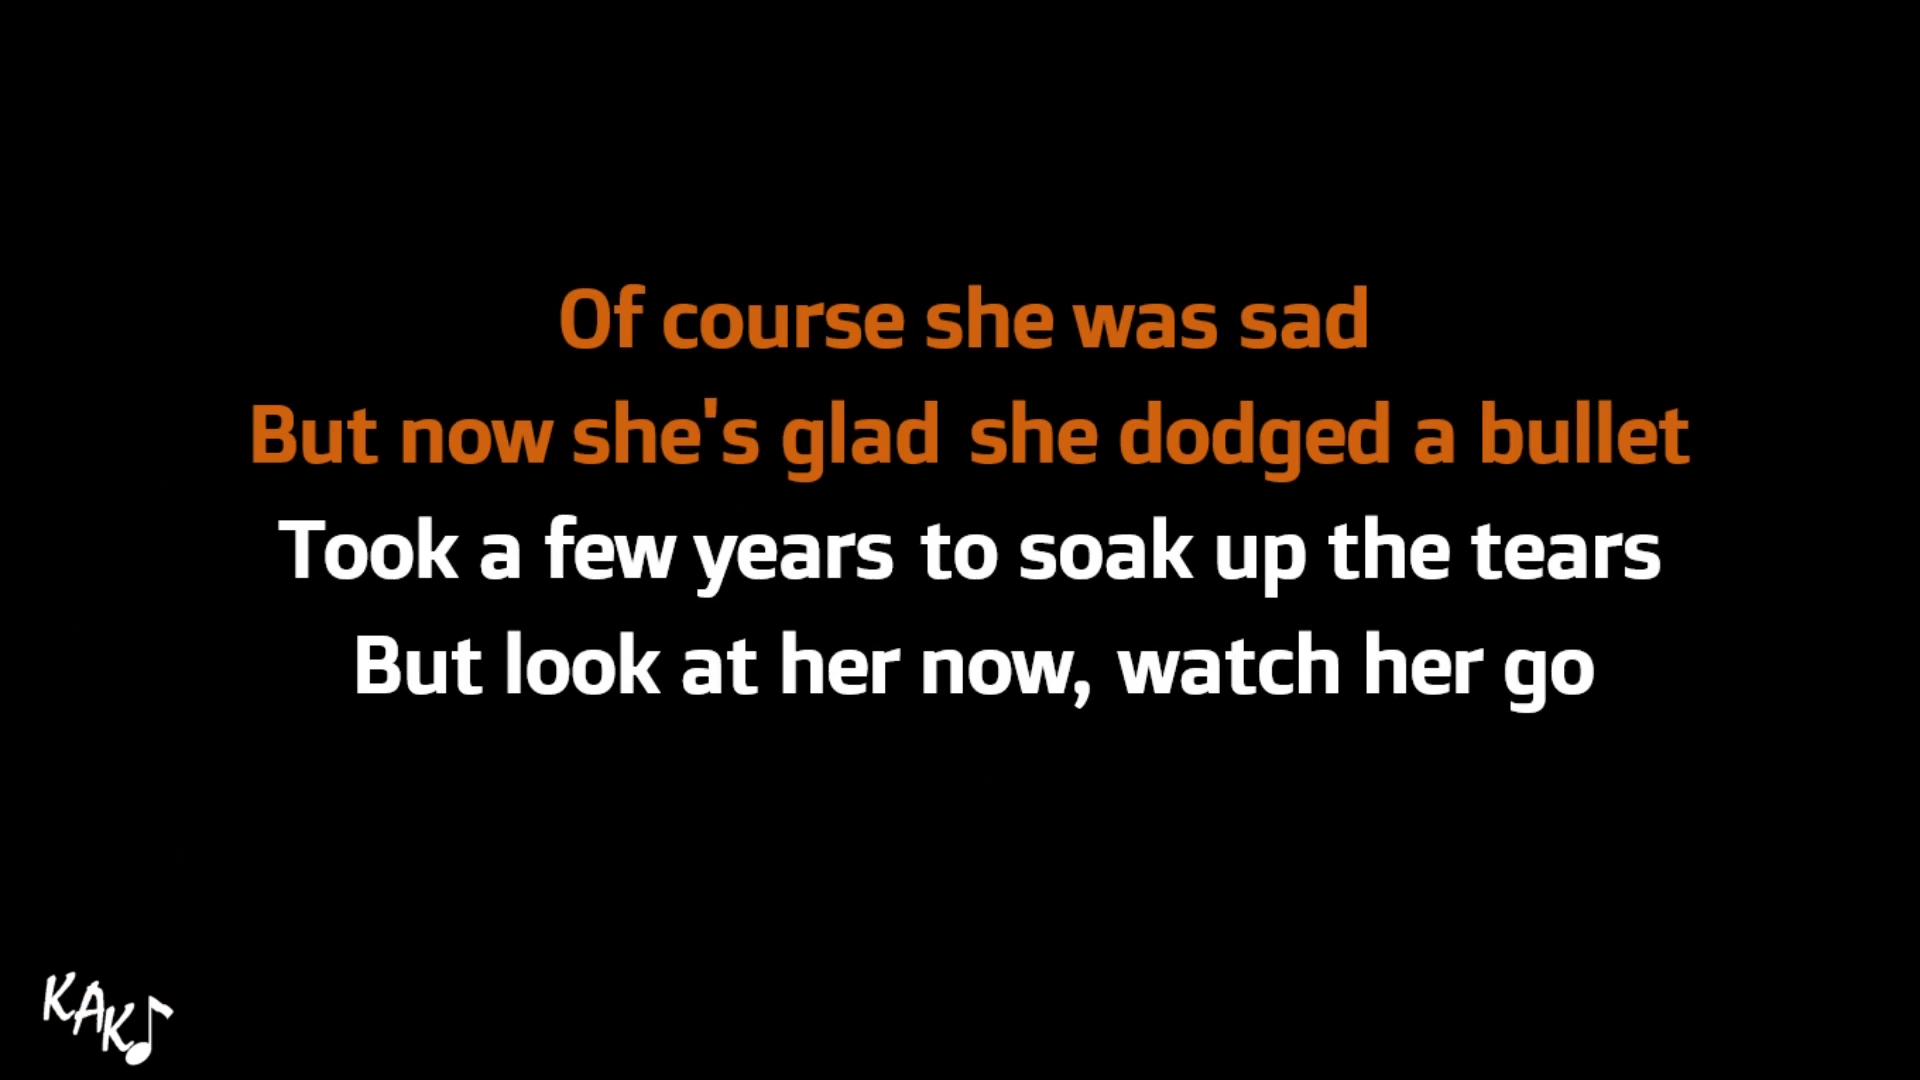 Of course she was sad
But now she's glad she dodged a bullet
Took a few years to soak up the tears
But look at her now, watch her go
KAK